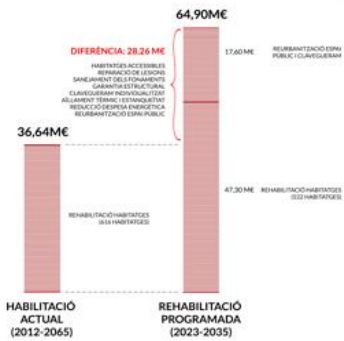 64,90M€
DIFERÈNCIA: 28.26 M€
HABITATGES ACCESSIBLES
REPARACIÓ DE LESIONS
SANEJAMENT DELS FONAMENTS
GARANTIA ESTRUCTURAL
CLAVEGUERAM INDIVIDUALITZAT
AÏLLAMENT TÈRMIC I ESTANQUITAT
REDUCCIÓ DESPESA ENERGÈTICA
REURBANITZACIÓ ESPAI PÚBLIC
17,60 M€
REURBANITZACIÓ ESPAI
PÚBLIC I CLAVEGUERAM
36,64M€
47,30 M€ REHABILITACIÓ HABITATGES
(532 HABITATGES)
REHABILITACIÓ HABITATGES
(616 HABITATGES)
HABILITACIÓ
ACTUAL
(2012-2065)
REHABILITACIÓ
PROGRAMADA
(2023-2035)